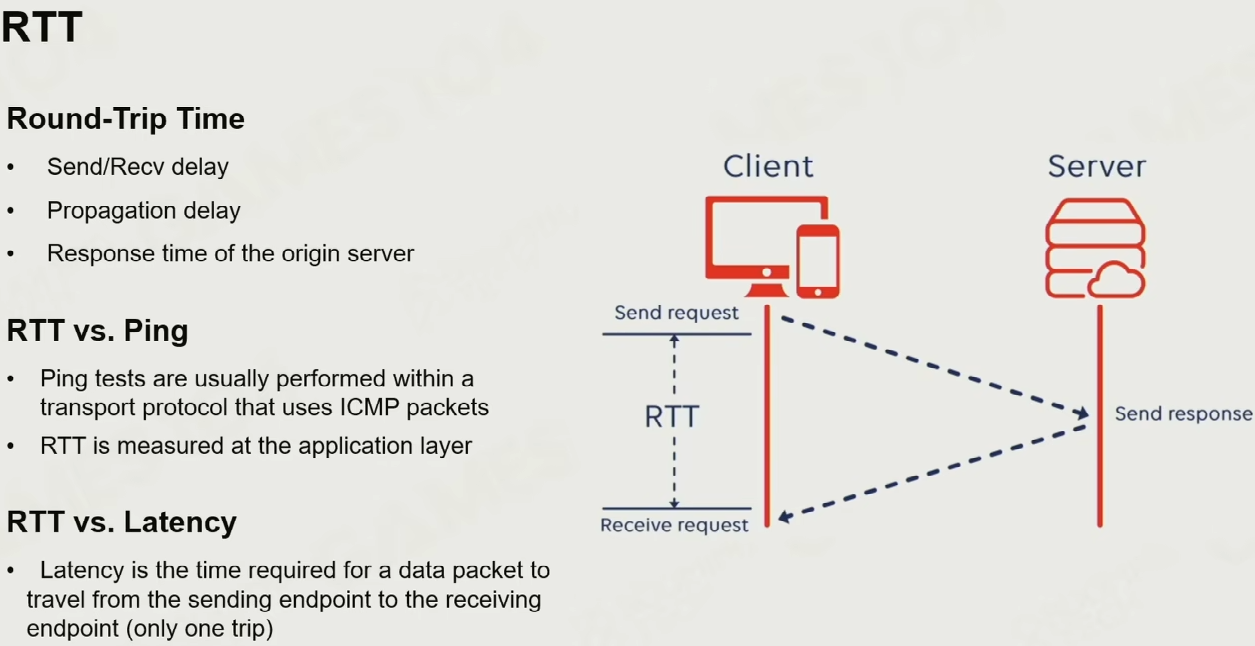 RTT
Round-Trip Time
• Send/Recv delay
• Propagation delay
• Response time of the origin server
RTT vs. Ping
• Ping tests are usually performed within a
transport protocol that uses ICMP packets
• RTT is measured at the application layer
RTT vs. Latency
• Latency is the time required for a data packet to
travel from the sending endpoint to the receiving
endpoint (only one trip)
Client
Server
Send request
RTT
Send response
Receive request
GAMES104